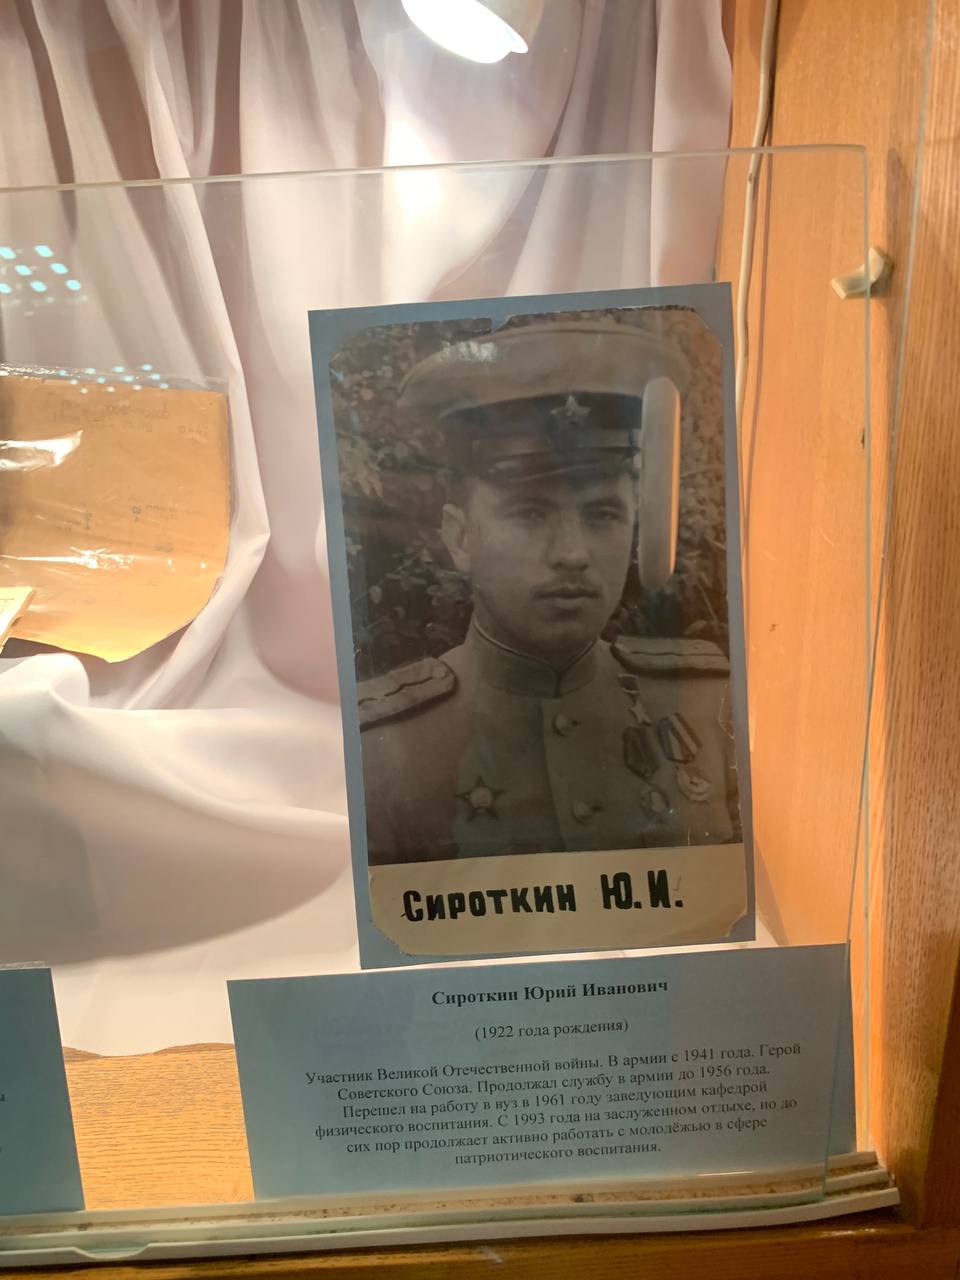 Сироткин Ю.И.
Сироткин Юрий Иванович
(1922 года рождения)
Участник Великой Отечественной войны. В армии с 1941 года. Герой
Советского Союза. Продолжал службу в армии до 1956 года.
Перешел на работу в вуз в 1961 году заведующим кафедрой
физического воспитания. С 1993 года на заслуженном отдыхе, но до
сих пор продолжает активно работать с молодёжью в сфере
патриотического воспитания.